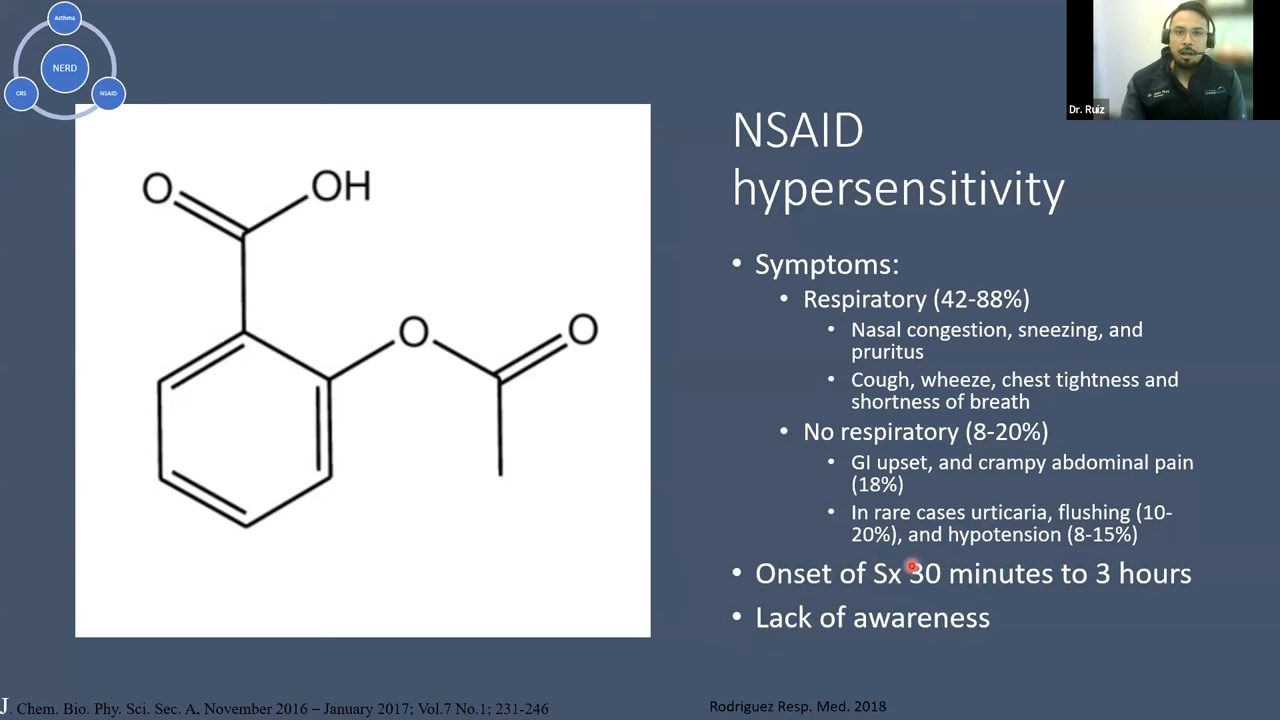 Asthma
NERD
CRS
NSAID
Dr. Ruiz
O
OH
O
O
NSAID
hypersensitivity
• Symptoms:
• Respiratory (42-88%)
• Nasal congestion, sneezing, and
pruritus
• Cough, wheeze, chest tightness and
shortness of breath
• No respiratory (8-20%)
• GI upset, and crampy abdominal pain
(18%)
• In rare cases urticaria, flushing (10-
20%), and hypotension (8-15%)
• Onset of Sx 30 minutes to 3 hours
• Lack of awareness
J. Chem. Bio. Phy. Sci. Sec. A, November 2016 – January 2017; Vol.7 No.1; 231-246
Rodriguez Resp. Med. 2018